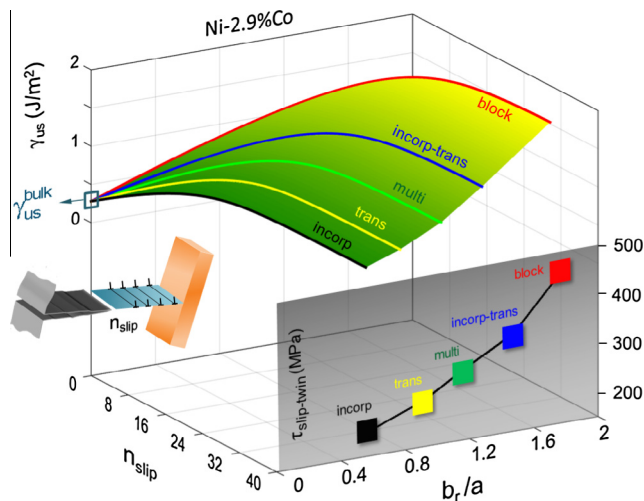 Ni-2.9%Co
2
1
0
γus (J/m²)
γus^bulk
block
incorp-trans
multi
trans
incorp
nslip
0
8
16
24
32
40
nslip
500
400
300
200
τslip-twin (MPa)
block
incorp-trans
multi
trans
incorp
0
0.4
0.8
1.2
1.6
2
br/a